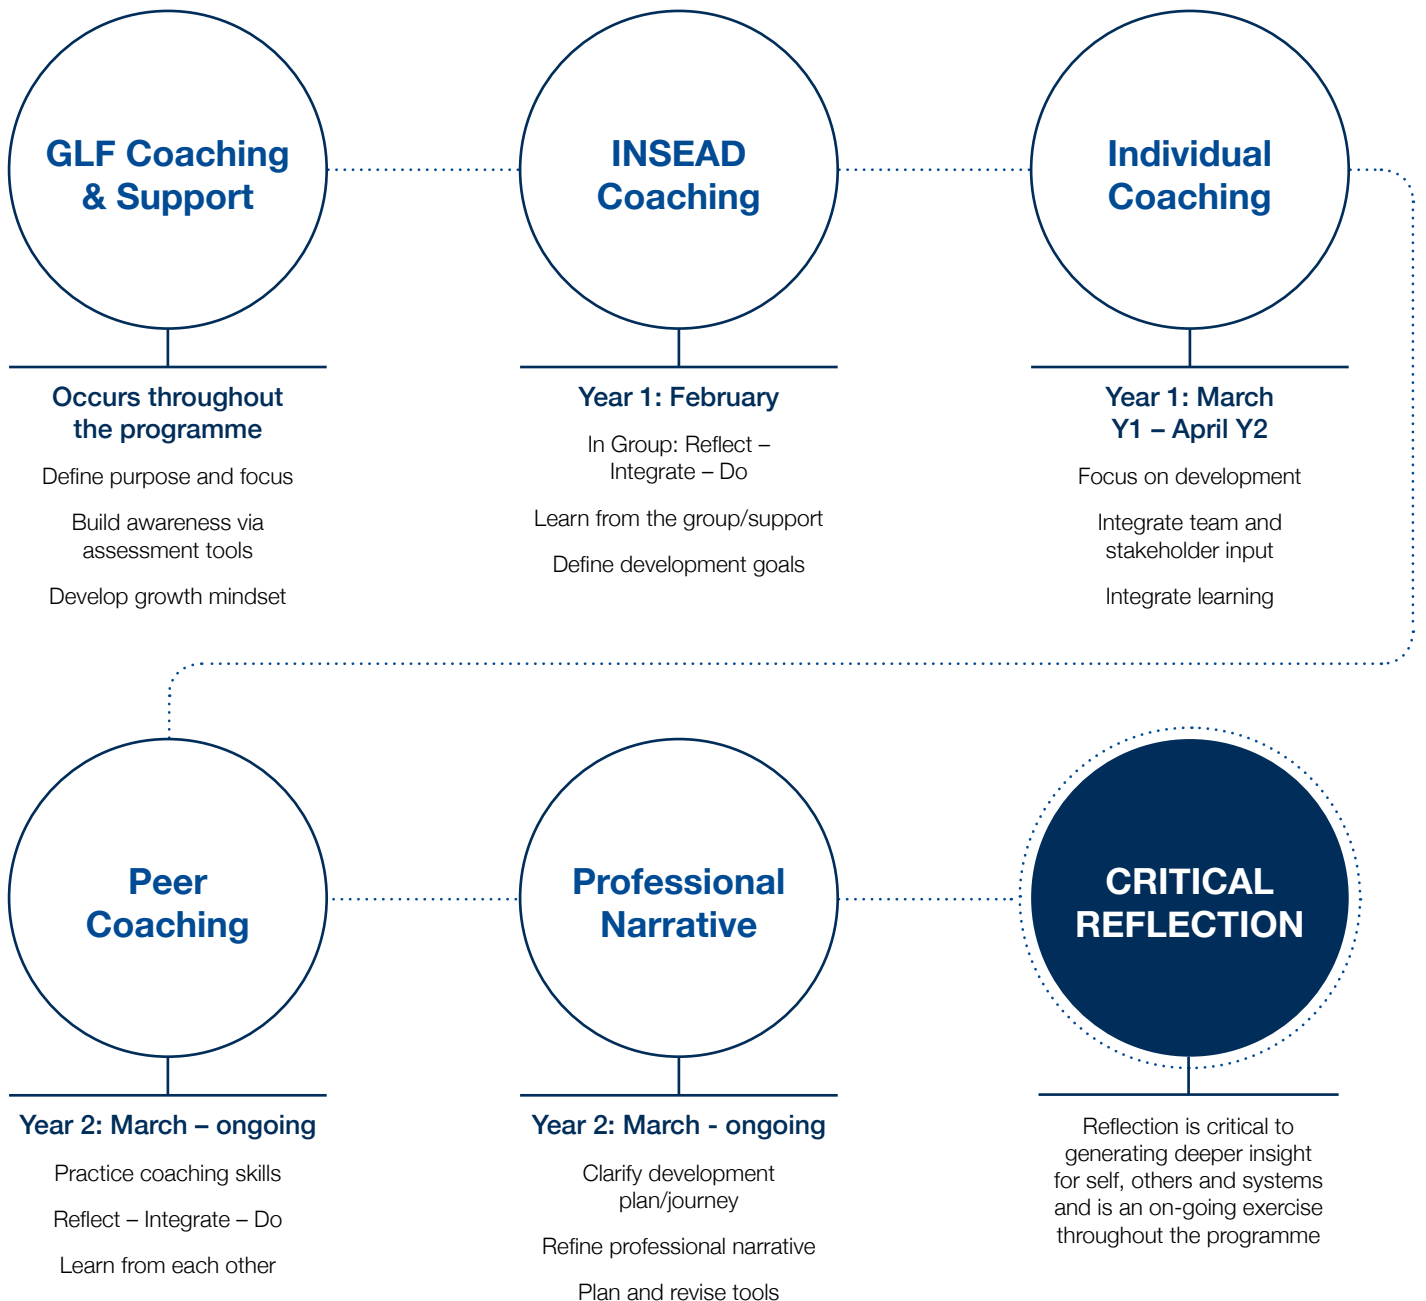 GLF Coaching
& Support
INSEAD
Coaching
Individual
Coaching
Occurs throughout
the programme
Define purpose and focus
Build awareness via
assessment tools
Develop growth mindset
Year 1: February
In Group: Reflect –
Integrate – Do
Learn from the group/support
Define development goals
Year 1: March
Y1 – April Y2
Focus on development
Integrate team and
stakeholder input
Integrate learning
Peer
Coaching
Professional
Narrative
CRITICAL
REFLECTION
Year 2: March – ongoing
Practice coaching skills
Reflect – Integrate – Do
Learn from each other
Year 2: March - ongoing
Clarify development
plan/journey
Refine professional narrative
Plan and revise tools
Reflection is critical to
generating deeper insight
for self, others and systems
and is an on-going exercise
throughout the programme